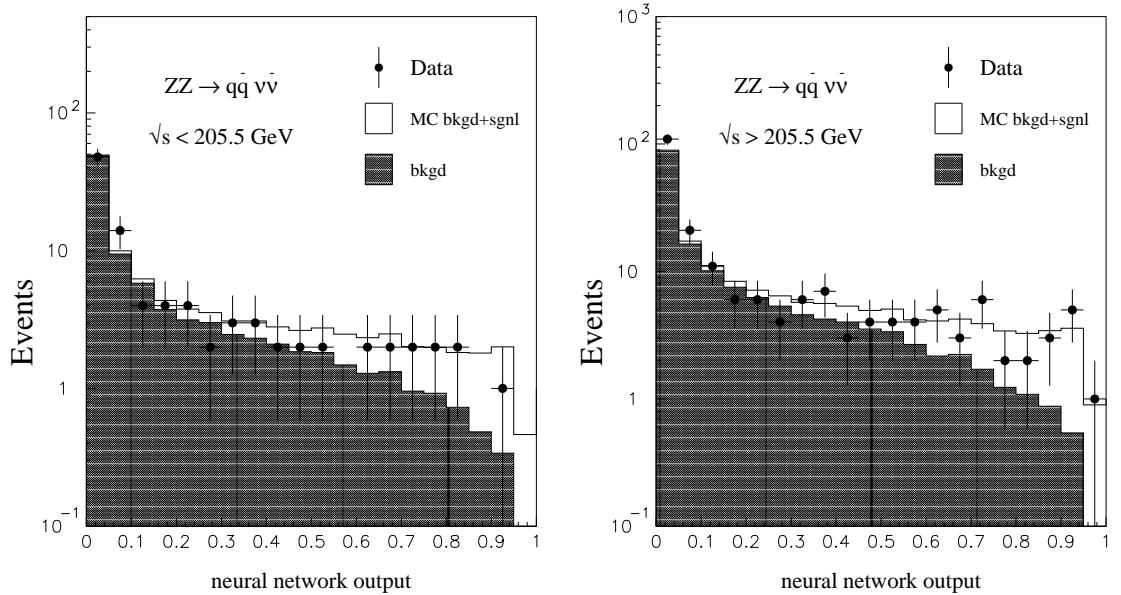 Events
10²
10
1
10⁻¹
ZZ → qq̄ νν̄
√s < 205.5 GeV
Data
MC bkgd+sgnl
bkgd
0 0.1 0.2 0.3 0.4 0.5 0.6 0.7 0.8 0.9 1
neural network output
Events
10³
10²
10
1
10⁻¹
ZZ → qq̄ νν̄
√s > 205.5 GeV
Data
MC bkgd+sgnl
bkgd
0 0.1 0.2 0.3 0.4 0.5 0.6 0.7 0.8 0.9 1
neural network output